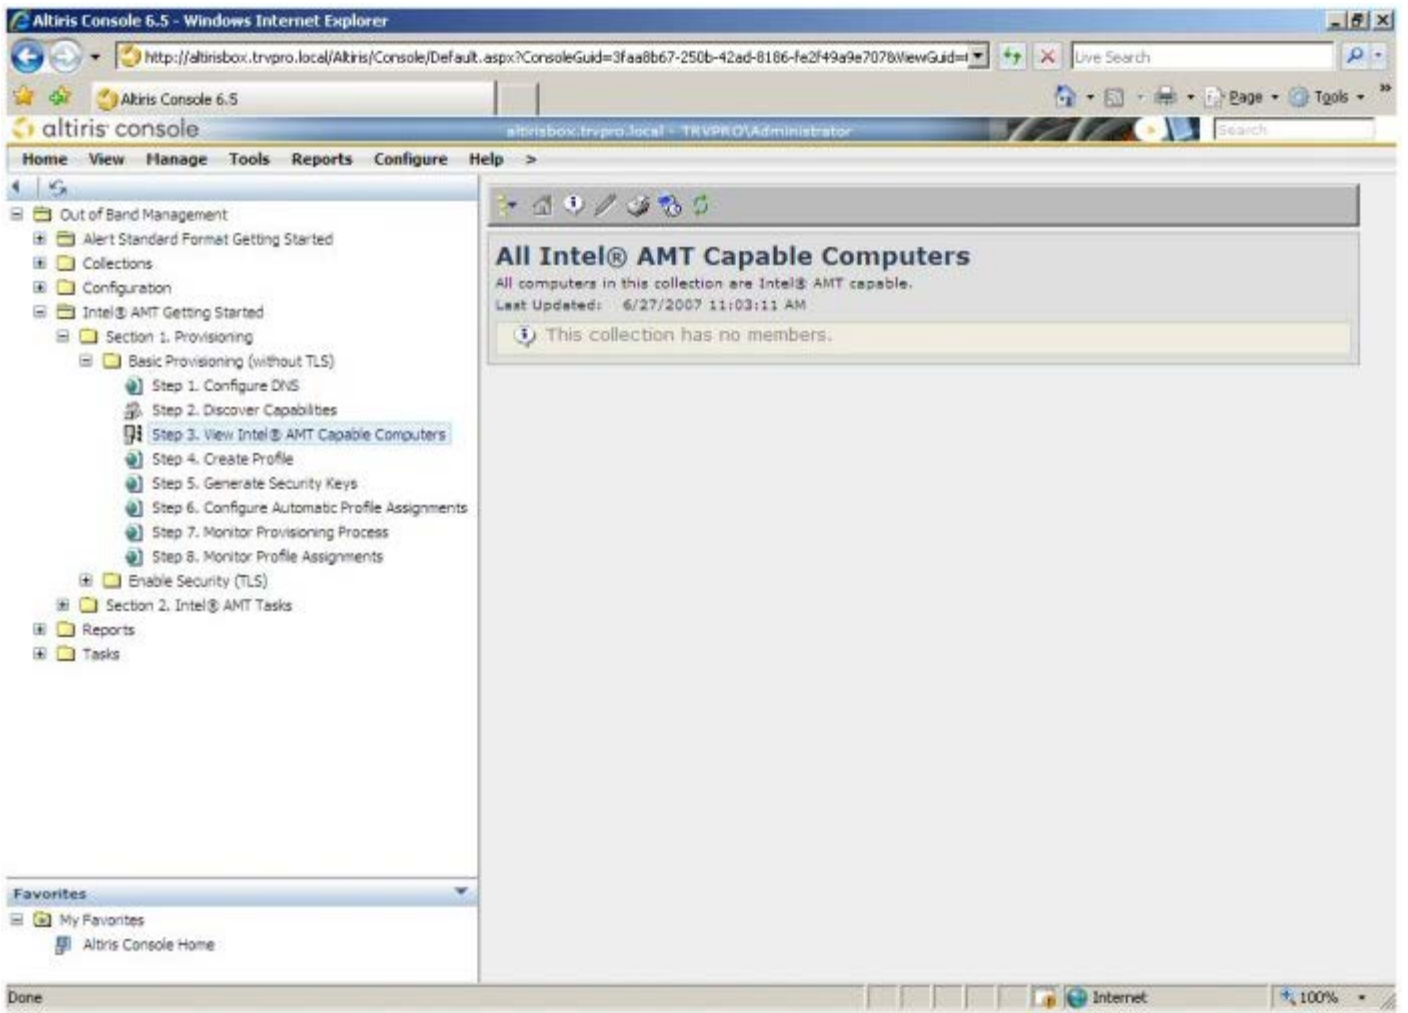 Altiris Console 6.5 - Windows Internet Explorer
http://altirisbox.trvpro.local/Altiris/Console/Default.aspx?ConsoleGuid=3faa8b67-250b-42ad-8186-fe2f49a9e707&ViewGuid=
Live Search
Altiris Console 6.5
Page
Tools
altiris console
altirisbox.trvpro.local - TRVPRO\Administrator
Search
Home View Manage Tools Reports Configure Help >
Out of Band Management
Alert Standard Format Getting Started
Collections
Configuration
Intel® AMT Getting Started
Section 1. Provisioning
Basic Provisioning (without TLS)
Step 1. Configure DNS
Step 2. Discover Capabilities
Step 3. View Intel® AMT Capable Computers
Step 4. Create Profile
Step 5. Generate Security Keys
Step 6. Configure Automatic Profile Assignments
Step 7. Monitor Provisioning Process
Step 8. Monitor Profile Assignments
Enable Security (TLS)
Section 2. Intel® AMT Tasks
Reports
Tasks
All Intel® AMT Capable Computers
All computers in this collection are Intel® AMT capable.
Last Updated: 6/27/2007 11:03:11 AM
This collection has no members.
Favorites
My Favorites
Altiris Console Home
Done
Internet
100%